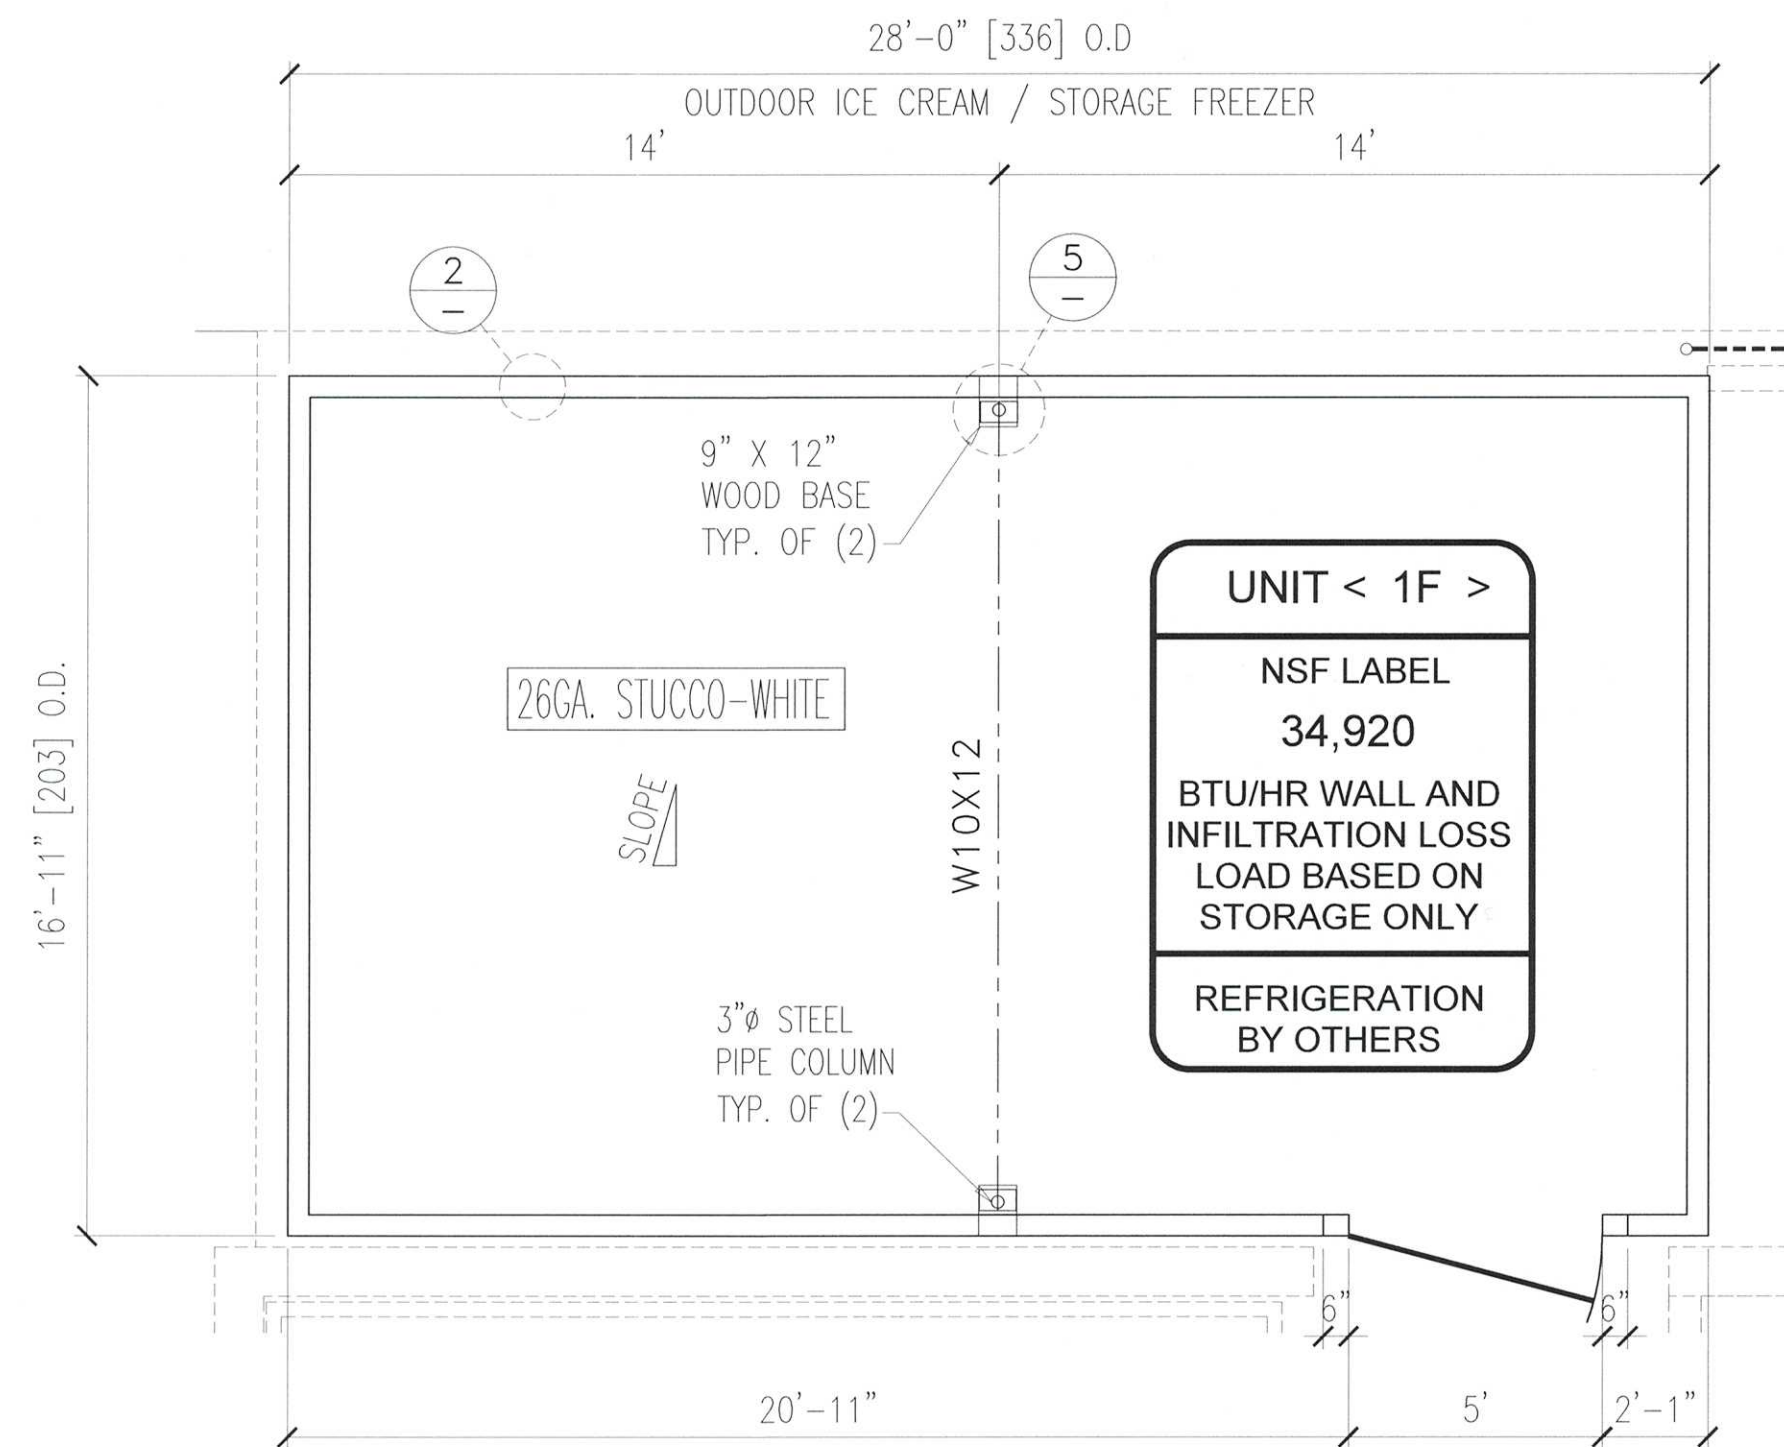 28'-0" [336] O.D
OUTDOOR ICE CREAM / STORAGE FREEZER
14'
14'
2
–
5
–
9" X 12"
WOOD BASE
TYP. OF (2)
UNIT < 1F >
NSF LABEL
34,920
BTU/HR WALL AND
INFILTRATION LOSS
LOAD BASED ON
STORAGE ONLY
REFRIGERATION
BY OTHERS
26GA. STUCCO-WHITE
SLOPE
W10X12
16'-11" [203] O.D.
3"ø STEEL
PIPE COLUMN
TYP. OF (2)
6"
6"
20'-11"
5'
2'-1"